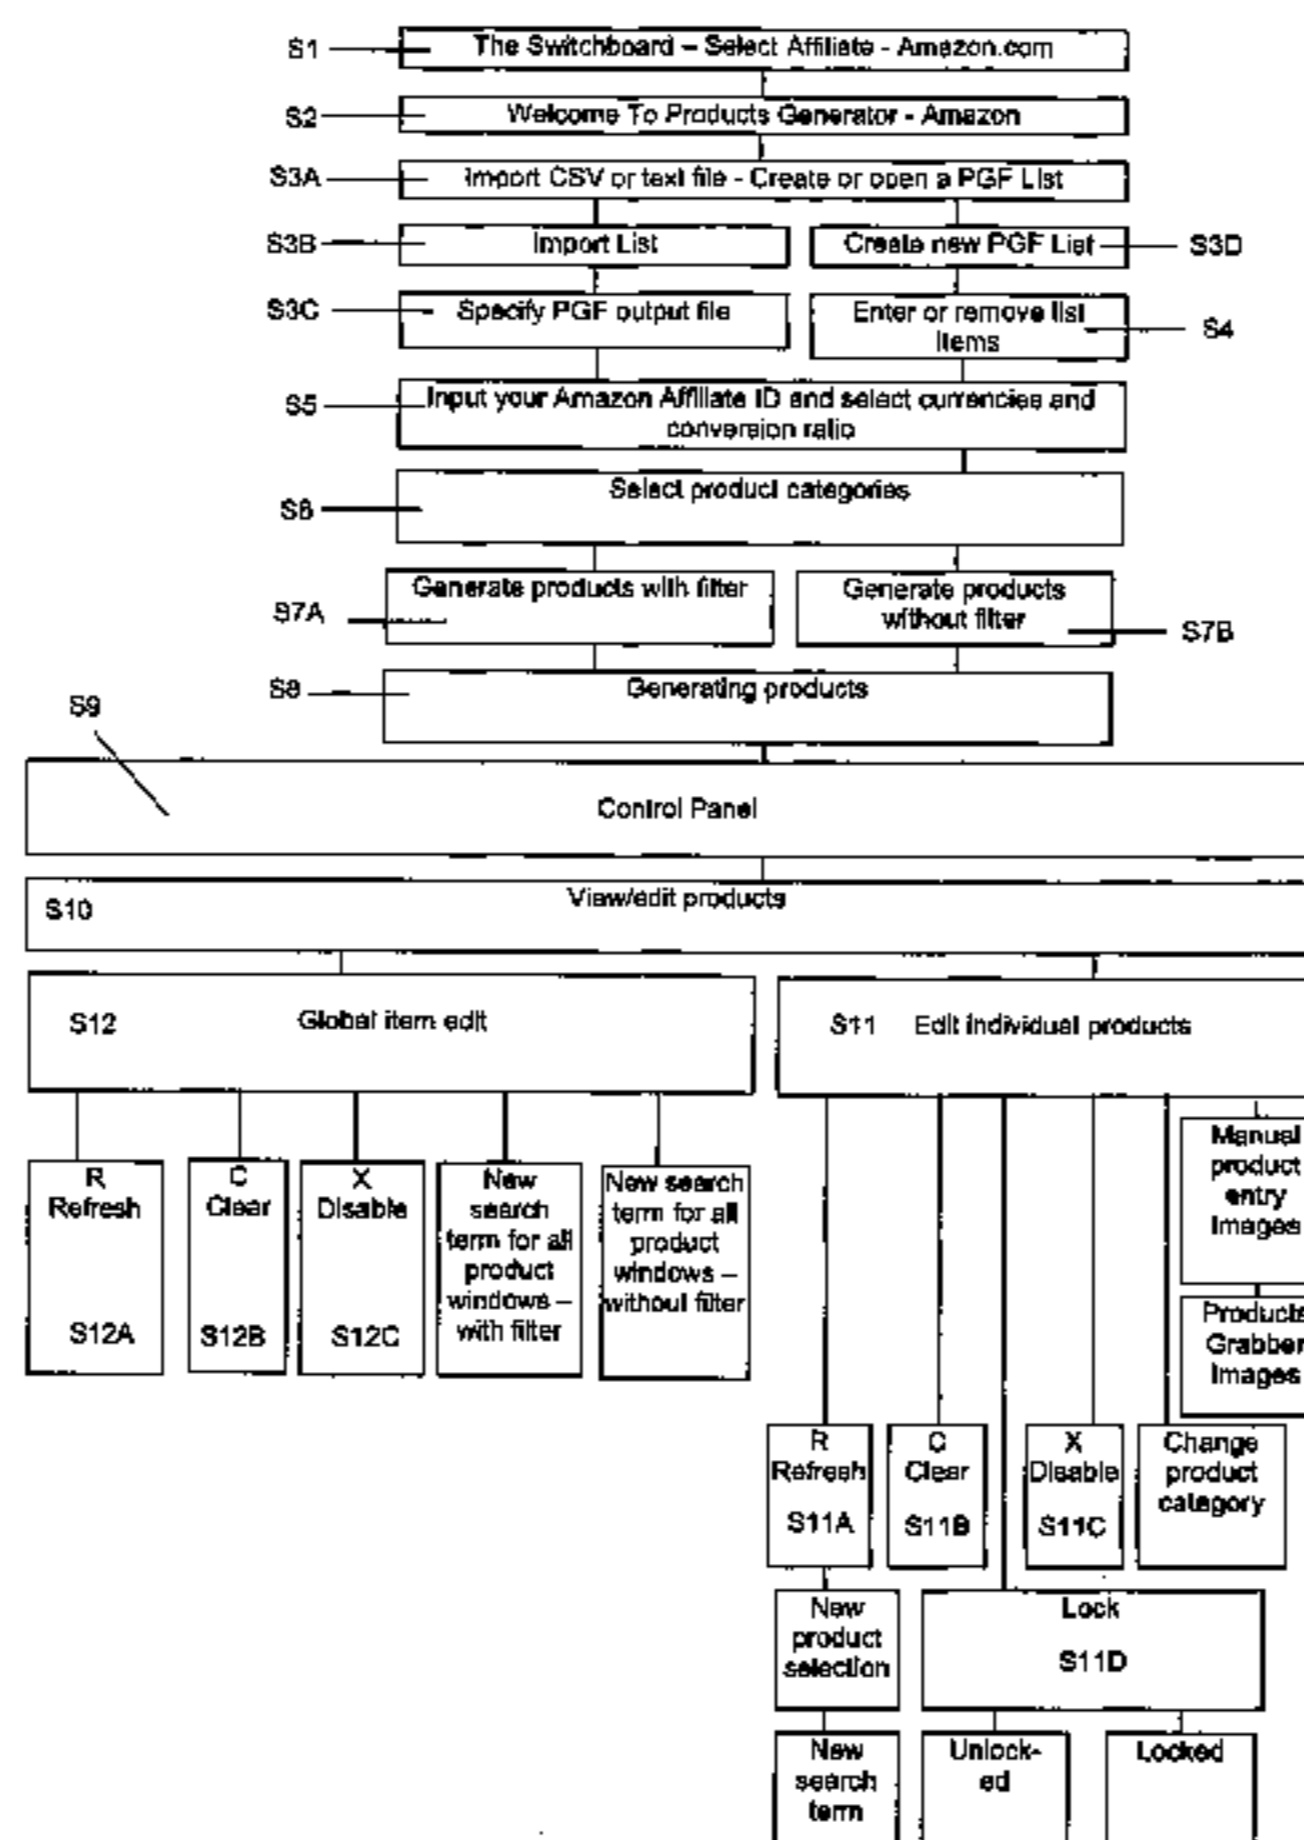 S1
The Switchboard – Select Affiliate - Amazon.com
S2
Welcome To Products Generator - Amazon
S3A
Import CSV or text file - Create or open a PGF List
S3B
Import List
Create new PGF List
S3D
S3C
Specify PGF output file
Enter or remove list
items
S4
S5
Input your Amazon Affiliate ID and select currencies and
conversion ratio
S6
Select product categories
S7A
Generate products with filter
Generate products
without filter
S7B
S8
Generating products
S9
Control Panel
S10
View/edit products
S12
Global item edit
S11
Edit individual products
R
Refresh
S12A
C
Clear
S12B
X
Disable
S12C
New
search
term for all
product
windows –
with filter
New search
term for all
product
windows –
without filter
Manual
product
entry
Images
Products
Grabber
Images
R
Refresh
S11A
C
Clear
S11B
X
Disable
S11C
Change
product
category
New
product
selection
Lock
S11D
New
search
term
Unlock-
ed
Locked